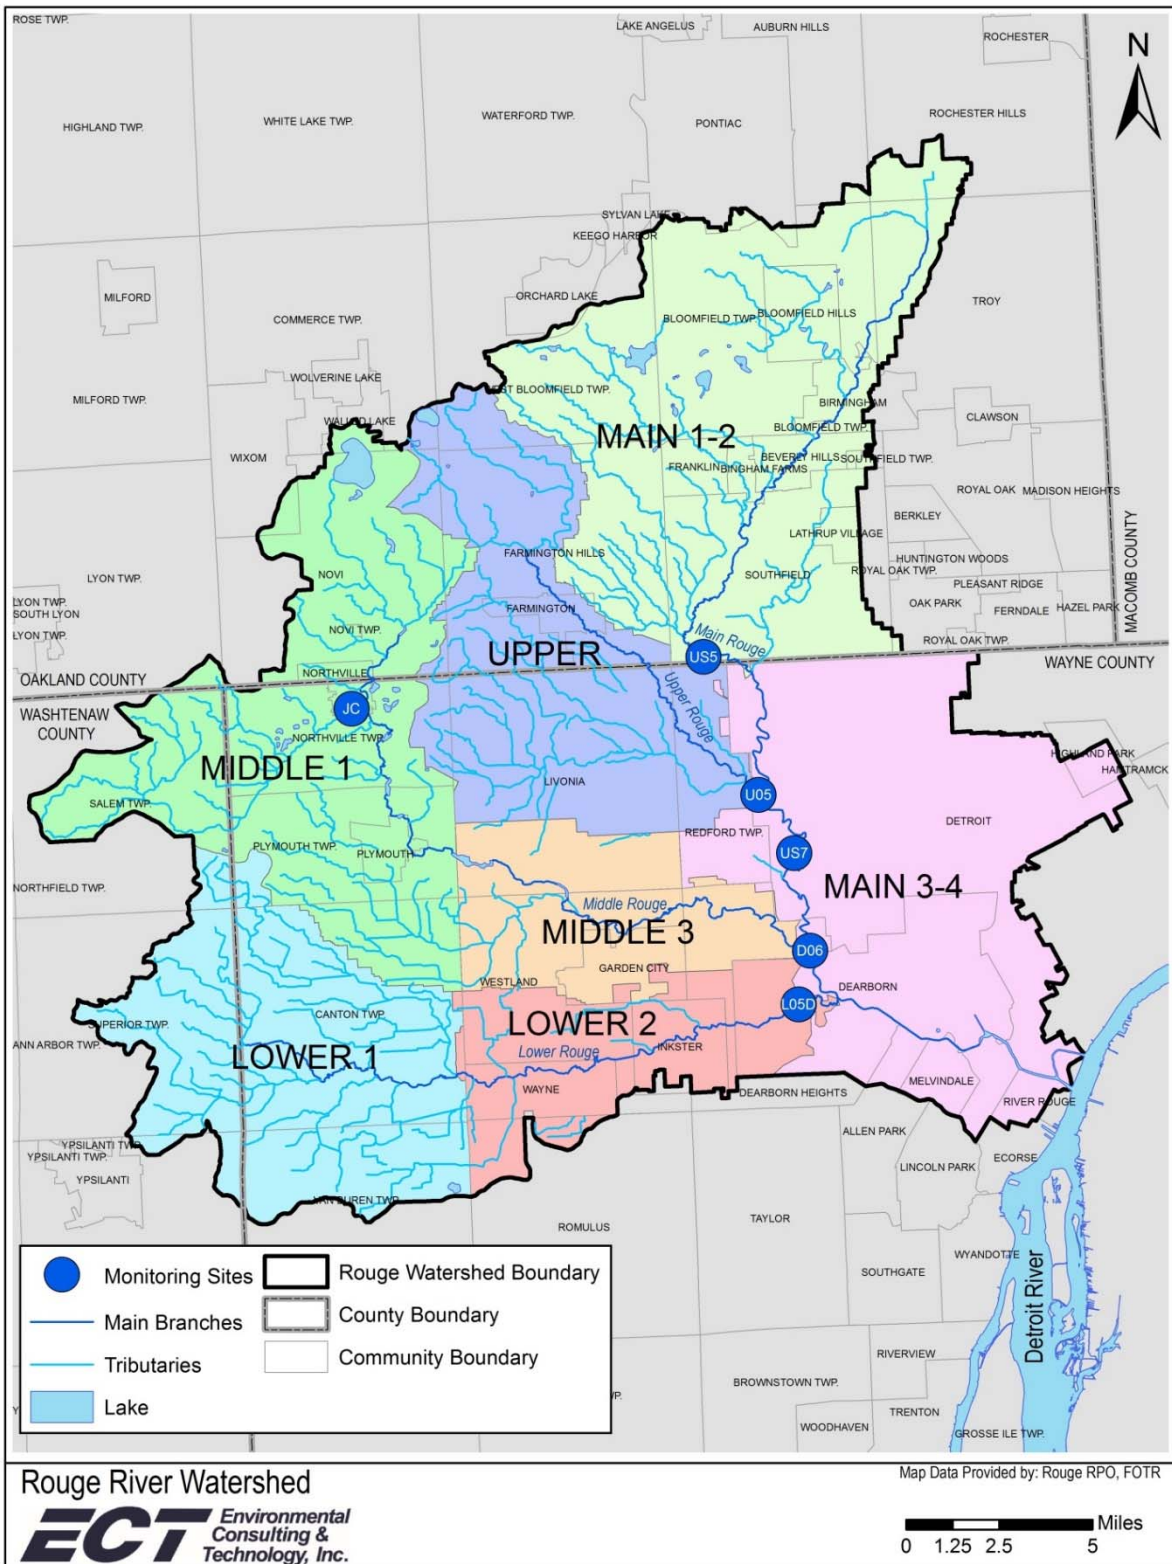 ROSE TWP.
LAKE ANGELUS
AUBURN HILLS
ROCHESTER
N
HIGHLAND TWP.
WHITE LAKE TWP.
WATERFORD TWP.
PONTIAC
ROCHESTER HILLS
SYLVAN LAKE
KEEGO HARBOR
MILFORD
ORCHARD LAKE
TROY
COMMERCE TWP.
BLOOMFIELD TWP.
BLOOMFIELD HILLS
WOLVERINE LAKE
MILFORD TWP.
EST BLOOMFIELD TWP.
BIRMINGHAM
CLAWSON
WALLED LAKE
MAIN 1-2
BLOOMFIELD TWP.
WIXOM
FRANKLIN
BINGHAM FARMS
BEVERLY HILLS
SOUTHFIELD TWP.
ROYAL OAK
MADISON HEIGHTS
BERKLEY
LATHRUP VILLAGE
FARMINGTON HILLS
HUNTINGTON WOODS
LYON TWP.
NOVI
SOUTHFIELD
ROYAL OAK TWP.
PLEASANT RIDGE
MACOMB COUNTY
LYON TWP.
SOUTH LYON
LYON TWP.
FARMINGTON
OAK PARK
FERNDALE
HAZEL PARK
NOVI TWP.
Main Rouge
ROYAL OAK TWP.
UPPER
US5
NORTHVILLE
OAKLAND COUNTY
WAYNE COUNTY
WASHTENAW
COUNTY
JC
Upper Rouge
NORTHVILLE TWP.
MIDDLE 1
HIGHLAND PARK
HAMTRAMCK
LIVONIA
U05
SALEM TWP.
DETROIT
REDFORD TWP.
PLYMOUTH TWP.
PLYMOUTH
US7
NORTHFIELD TWP.
MAIN 3-4
Middle Rouge
MIDDLE 3
D06
GARDEN CITY
WESTLAND
DEARBORN
L05D
CANTON TWP.
LOWER 2
SUPERIOR TWP.
ANN ARBOR TWP.
LOWER 1
Lower Rouge
INKSTER
WAYNE
MELVINDALE
DEARBORN HEIGHTS
RIVER ROUGE
ALLEN PARK
YPSILANTI TWP.
YPSILANTI TWP.
ECORSE
LINCOLN PARK
YPSILANTI
VAN BUREN TWP.
ROMULUS
TAYLOR
WYANDOTTE
SOUTHGATE
Detroit River
RIVERVIEW
BROWNSTOWN TWP.
TRENTON
WOODHAVEN
GROSSE ILE TWP.
Monitoring Sites
Rouge Watershed Boundary
Main Branches
County Boundary
Tributaries
Community Boundary
Lake
Rouge River Watershed
Map Data Provided by: Rouge RPO, FOTR
ECT Environmental
Consulting &
Technology, Inc.
Miles
0 1.25 2.5 5